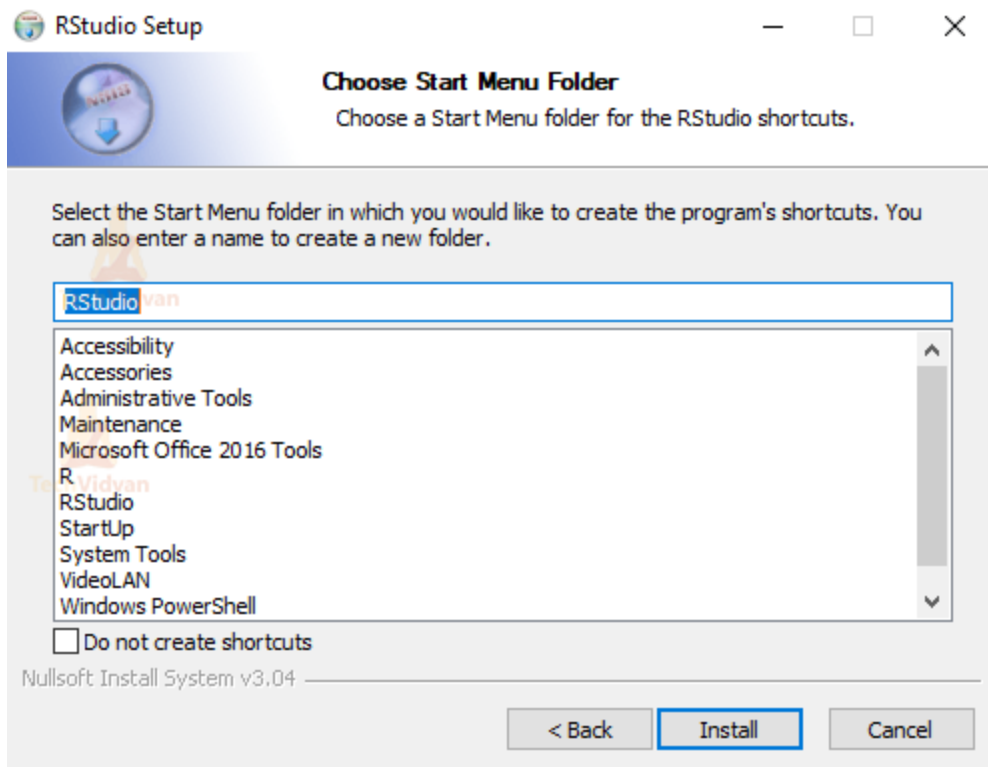 RStudio Setup
Choose Start Menu Folder
Choose a Start Menu folder for the RStudio shortcuts.
Select the Start Menu folder in which you would like to create the program's shortcuts. You
can also enter a name to create a new folder.
RStudio
Accessibility
Accessories
Administrative Tools
Maintenance
Microsoft Office 2016 Tools
R
RStudio
StartUp
System Tools
VideoLAN
Windows PowerShell
Do not create shortcuts
Nullsoft Install System v3.04
< Back
Install
Cancel